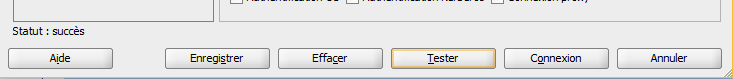 Statut : succès
Aide Enregistrer Effacer Tester Connexion Annuler